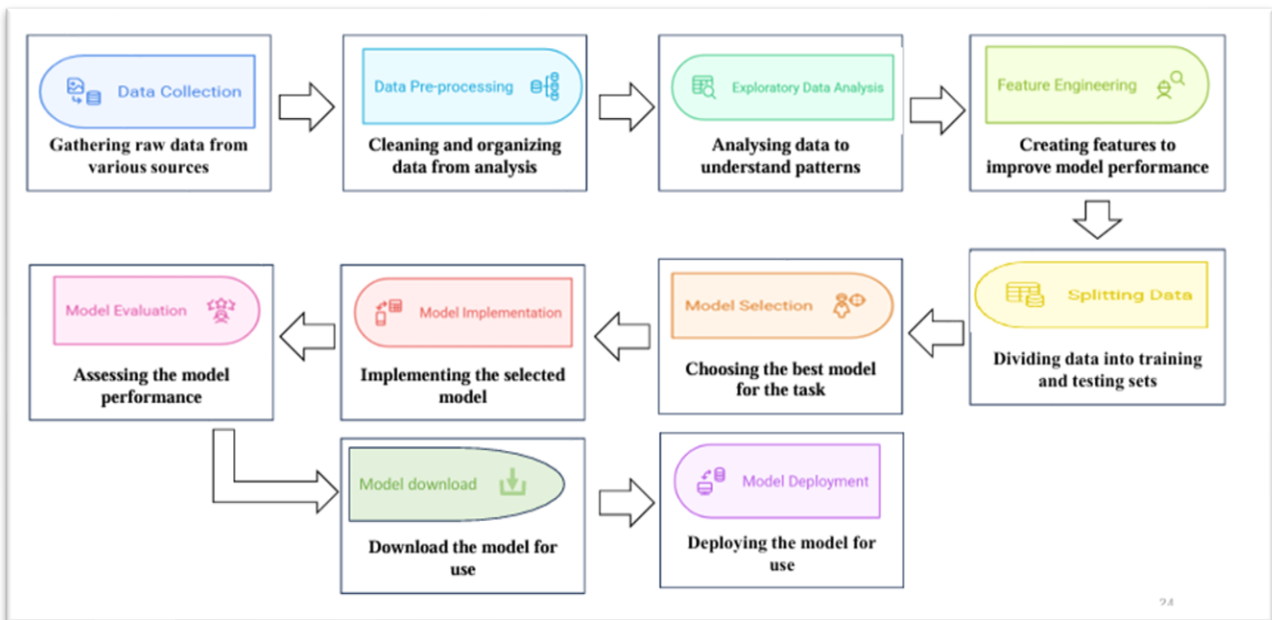 Data Collection
Gathering raw data from
various sources
Data Pre-processing
Cleaning and organizing
data from analysis
Exploratory Data Analysis
Analysing data to
understand patterns
Feature Engineering
Creating features to
improve model performance
Splitting Data
Dividing data into training
and testing sets
Model Selection
Choosing the best model
for the task
Model Implementation
Implementing the selected
model
Model Evaluation
Assessing the model
performance
Model download
Download the model for
use
Model Deployment
Deploying the model for
use